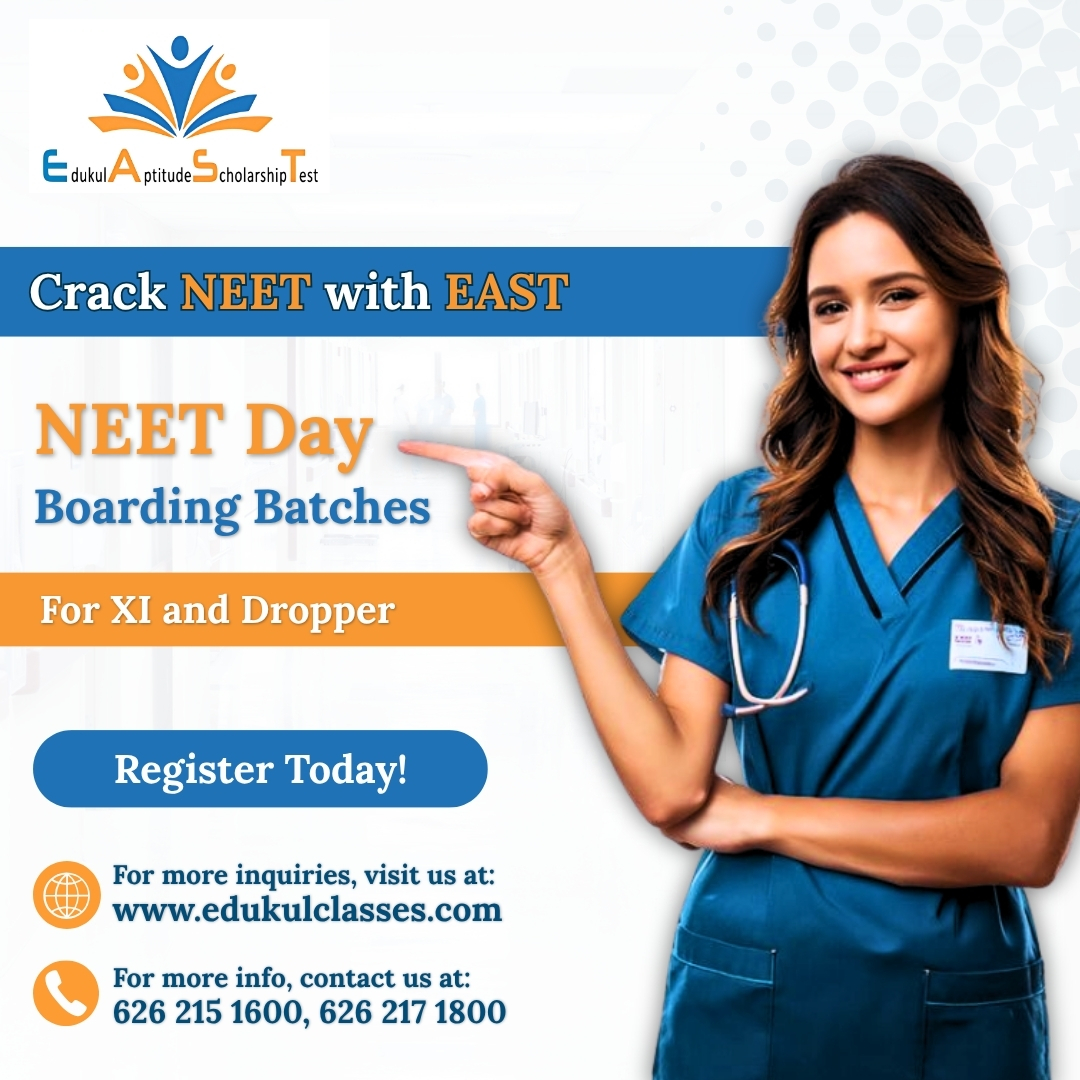 EdukulAptitudeScholarshipTest
Crack NEET with EAST
NEET Day
Boarding Batches
For XI and Dropper
Register Today!
For more inquiries, visit us at:
www.edukulclasses.com
For more info, contact us at:
626 215 1600, 626 217 1800